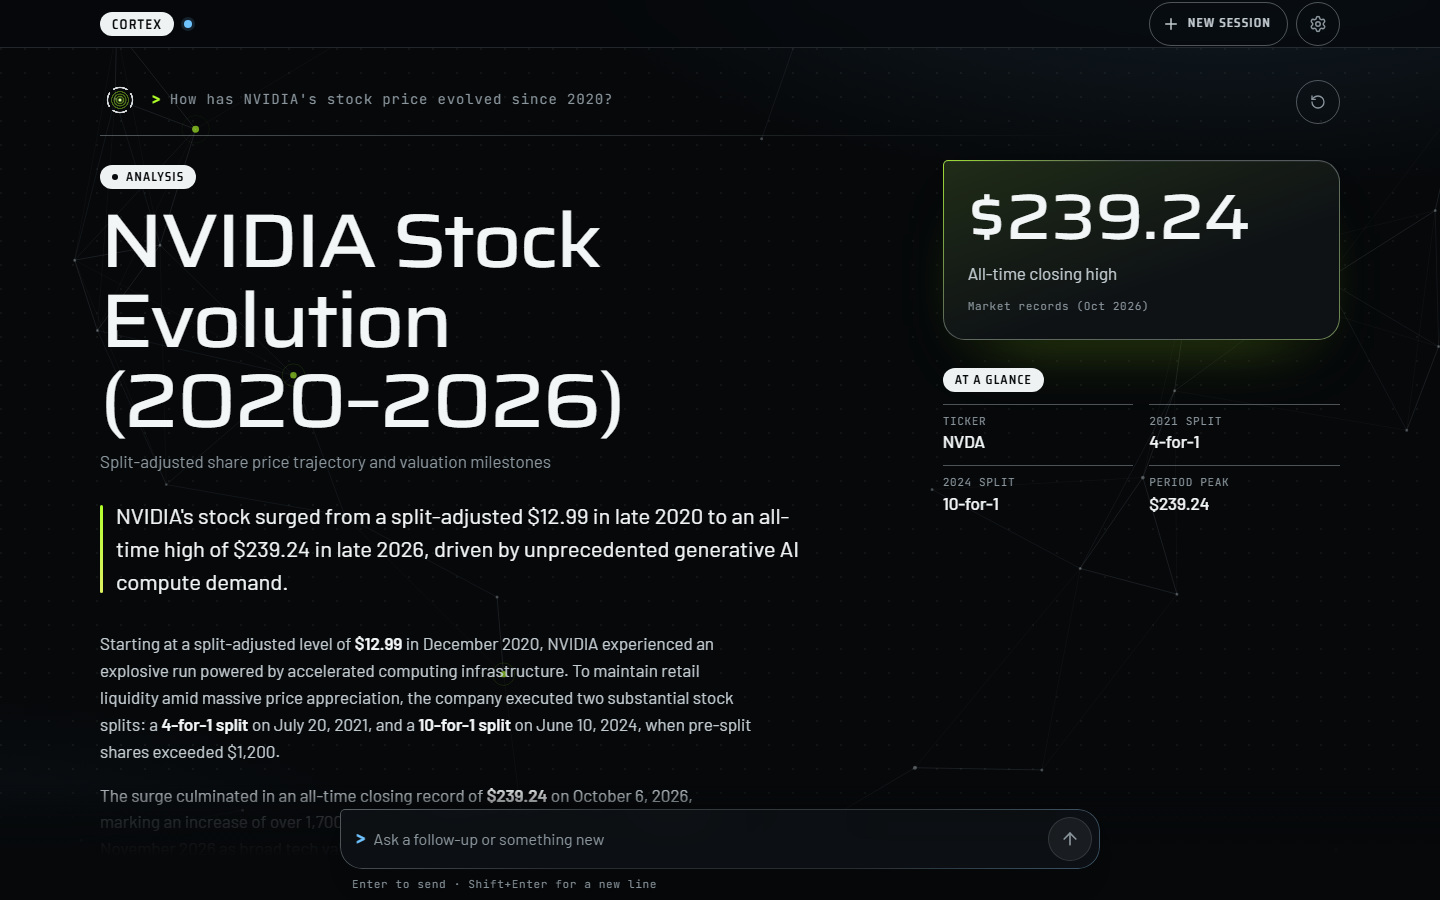 CORTEX
NEW SESSION
> How has NVIDIA's stock price evolved since 2020?
ANALYSIS
NVIDIA Stock
Evolution
(2020–2026)
Split-adjusted share price trajectory and valuation milestones
NVIDIA's stock surged from a split-adjusted $12.99 in late 2020 to an all-
time high of $239.24 in late 2026, driven by unprecedented generative AI
compute demand.
Starting at a split-adjusted level of $12.99 in December 2020, NVIDIA experienced an
explosive run powered by accelerated computing infrastructure. To maintain retail
liquidity amid massive price appreciation, the company executed two substantial stock
splits: a 4-for-1 split on July 20, 2021, and a 10-for-1 split on June 10, 2024, when pre-split
shares exceeded $1,200.
The surge culminated in an all-time closing record of $239.24 on October 6, 2026,
marking an increase of over 1,700
November 2026 as broad tech
$239.24
All-time closing high
Market records (Oct 2026)
AT A GLANCE
TICKER
NVDA
2021 SPLIT
4-for-1
2024 SPLIT
10-for-1
PERIOD PEAK
$239.24
> Ask a follow-up or something new
Enter to send · Shift+Enter for a new line